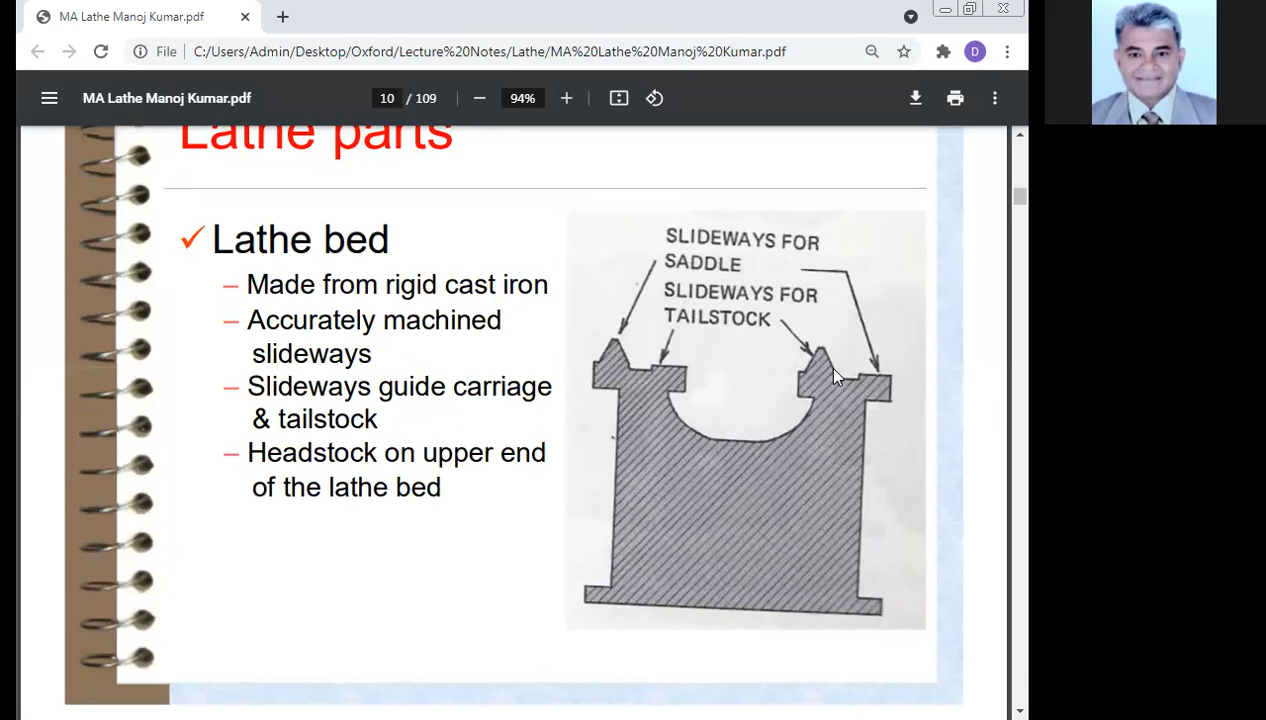 MA Lathe Manoj Kumar.pdf
File
C:/Users/Admin/Desktop/Oxford/Lecture%20Notes/Lathe/MA%20Lathe%20Manoj%20Kumar.pdf
D
MA Lathe Manoj Kumar.pdf
10 / 109
94%
Lathe parts
✓ Lathe bed
– Made from rigid cast iron
– Accurately machined
slideways
– Slideways guide carriage
& tailstock
– Headstock on upper end
of the lathe bed
SLIDEWAYS FOR
SADDLE
SLIDEWAYS FOR
TAILSTOCK